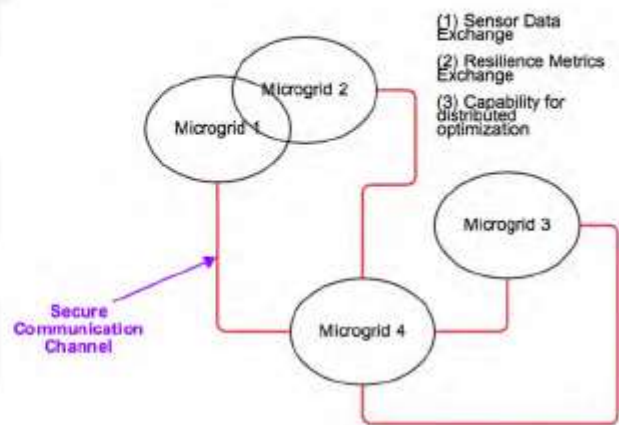 (1) Sensor Data
Exchange
(2) Resilience Metrics
Exchange
(3) Capability for
distributed
optimization
Microgrid 2
Microgrid 1
Microgrid 3
Secure
Communication
Channel
Microgrid 4